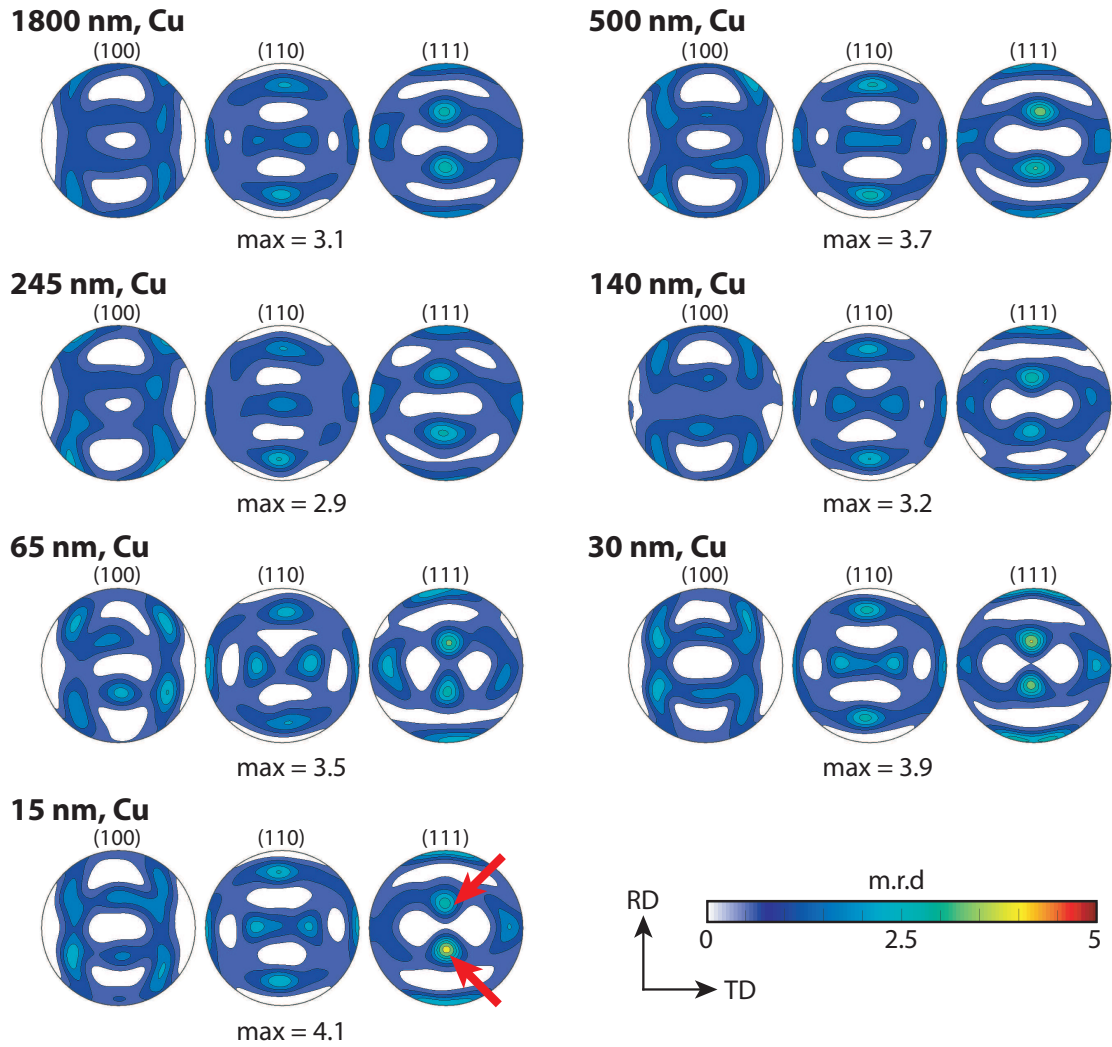 1800 nm, Cu
(100) (110) (111)
max = 3.1
500 nm, Cu
(100) (110) (111)
max = 3.7
245 nm, Cu
(100) (110) (111)
max = 2.9
140 nm, Cu
(100) (110) (111)
max = 3.2
65 nm, Cu
(100) (110) (111)
max = 3.5
30 nm, Cu
(100) (110) (111)
max = 3.9
15 nm, Cu
(100) (110) (111)
max = 4.1
RD
TD
m.r.d
0 2.5 5